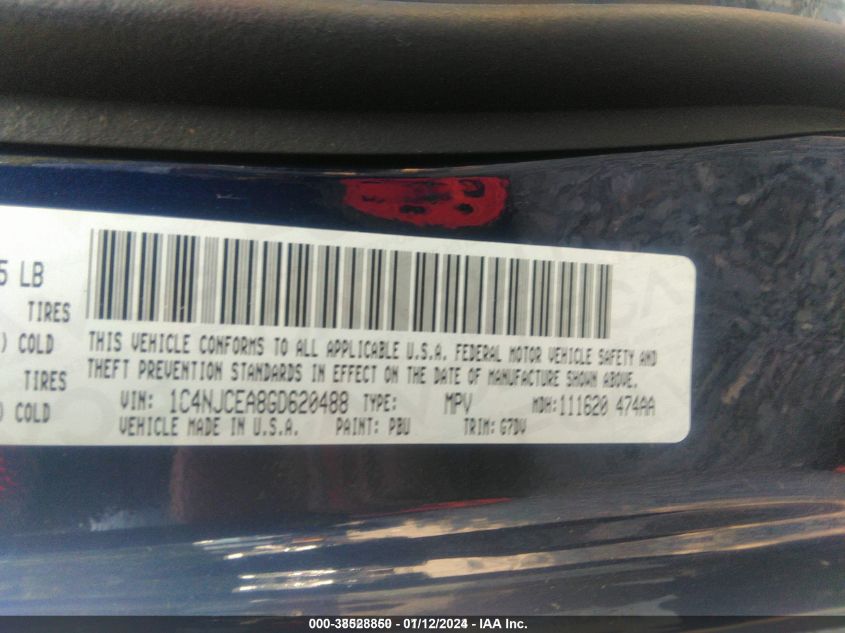 5 LB
TIRES
) COLD
TIRES
) COLD
THIS VEHICLE CONFORMS TO ALL APPLICABLE U.S.A. FEDERAL MOTOR VEHICLE SAFETY AND
THEFT PREVENTION STANDARDS IN EFFECT ON THE DATE OF MANUFACTURE SHOWN ABOVE.
VIN: 1C4NJCEA8GD620488 TYPE: MPV MDH:111620 474AA
VEHICLE MADE IN U.S.A. PAINT: PBU TRIM: G7DV
000-38528850 - 01/12/2024 - IAA Inc.